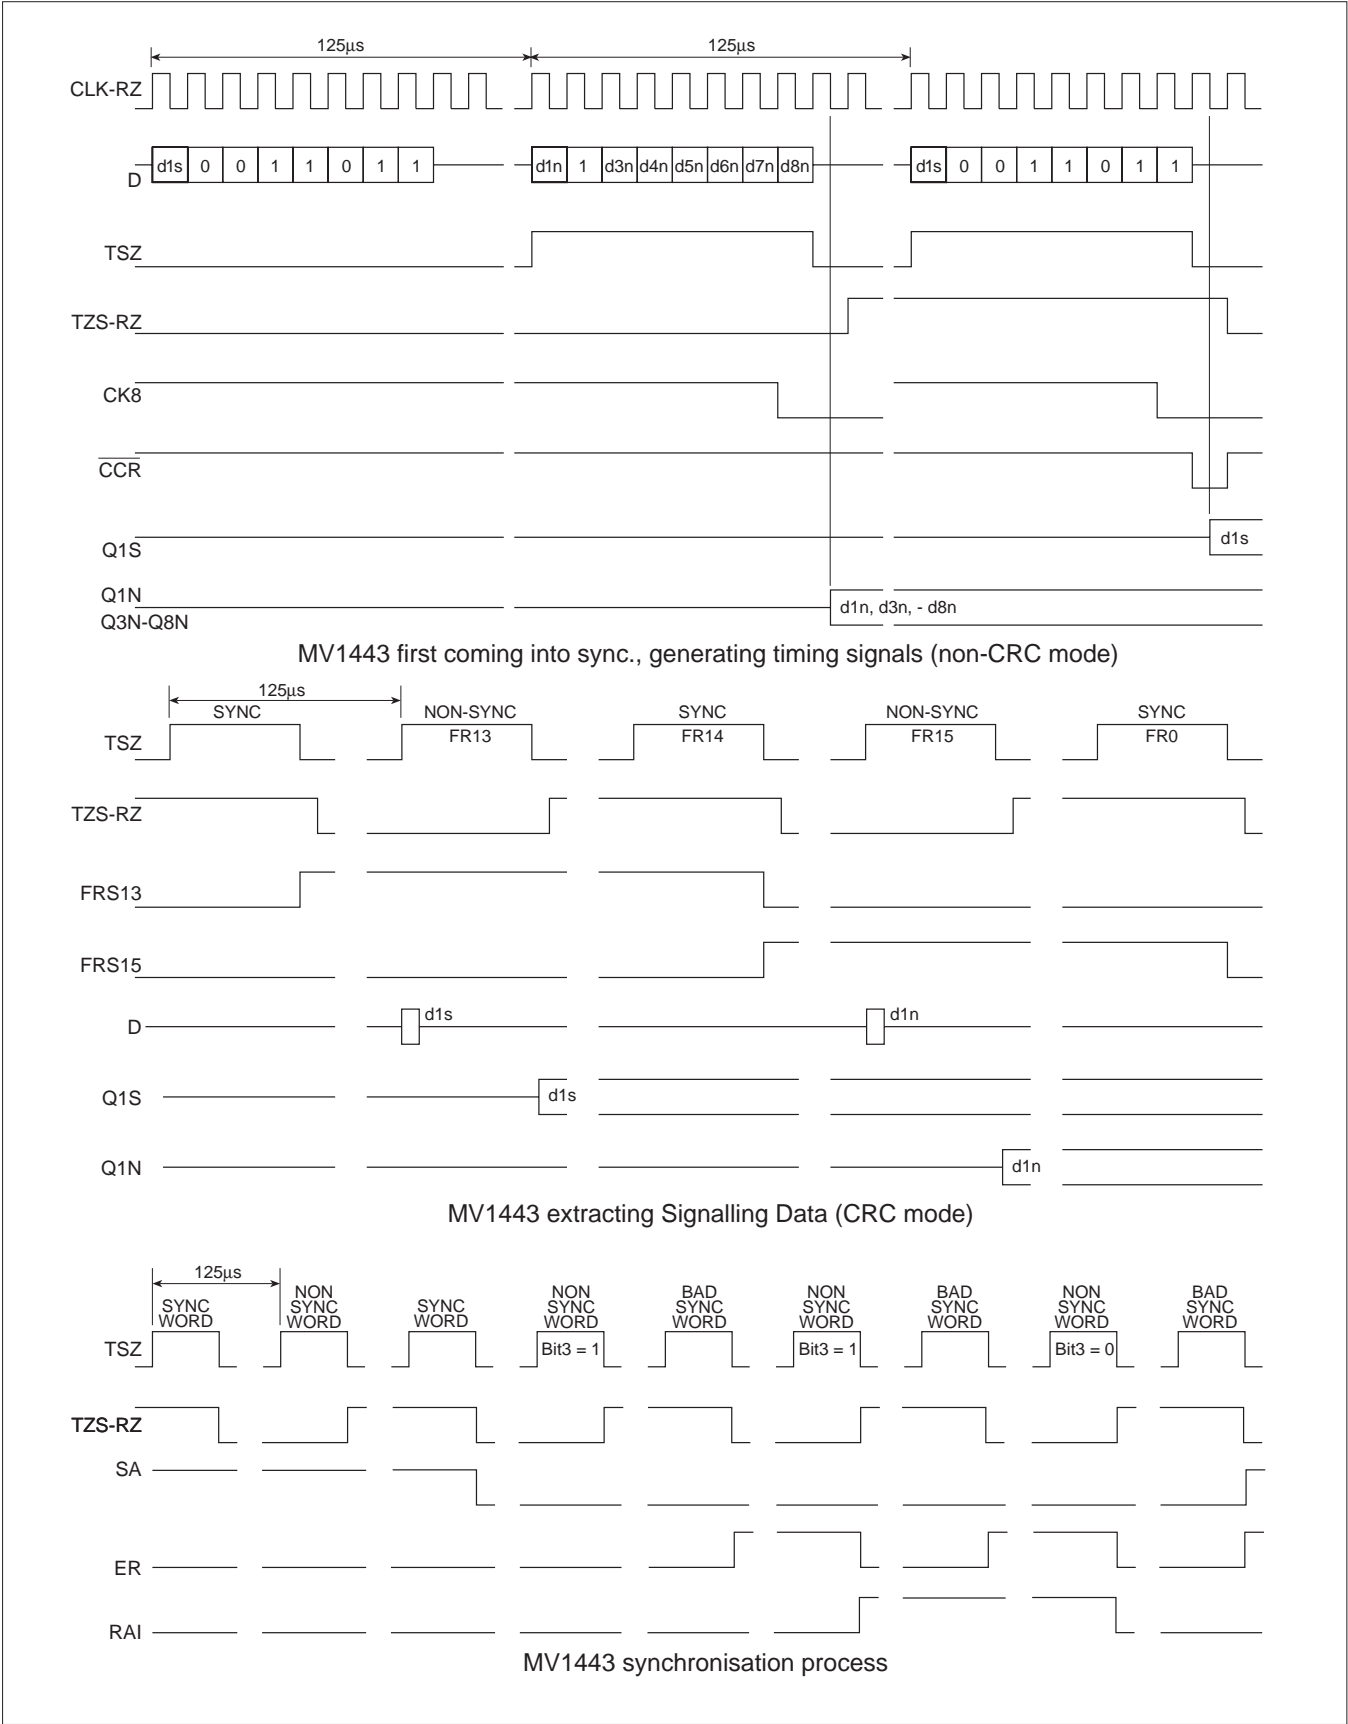 125µs 125µs
CLK-RZ
D d1s 0 0 1 1 0 1 1 d1n 1 d3n d4n d5n d6n d7n d8n d1s 0 0 1 1 0 1 1
TSZ
TZS-RZ
CK8
CCR
Q1S d1s
Q1N
Q3N-Q8N d1n, d3n, - d8n
MV1443 first coming into sync., generating timing signals (non-CRC mode)
125µs
SYNC NON-SYNC SYNC NON-SYNC SYNC
TSZ FR13 FR14 FR15 FR0
TZS-RZ
FRS13
FRS15
D d1s d1n
Q1S d1s
Q1N d1n
MV1443 extracting Signalling Data (CRC mode)
125µs
SYNC WORD NON SYNC WORD SYNC WORD NON SYNC WORD BAD SYNC WORD NON SYNC WORD BAD SYNC WORD NON SYNC WORD BAD SYNC WORD
TSZ Bit3 = 1 Bit3 = 1 Bit3 = 0
TZS-RZ
SA
ER
RAI
MV1443 synchronisation process